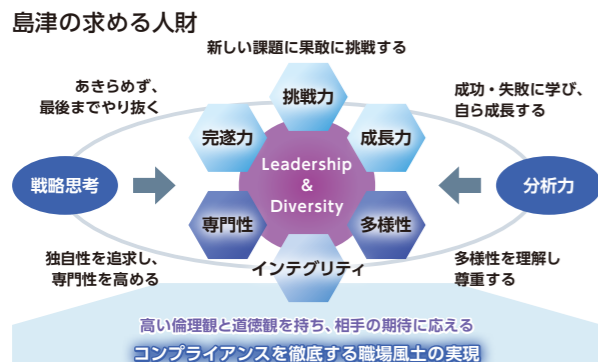 島津の求める人財
新しい課題に果敢に挑戦する
あきらめず、
最後までやり抜く
挑戦力
成功・失敗に学び、
自ら成長する
完遂力
成長力
Leadership
&
Diversity
戦略思考
分析力
専門性
多様性
独自性を追求し、
専門性を高める
インテグリティ
多様性を理解し
尊重する
高い倫理観と道徳観を持ち、相手の期待に応える
コンプライアンスを徹底する職場風土の実現